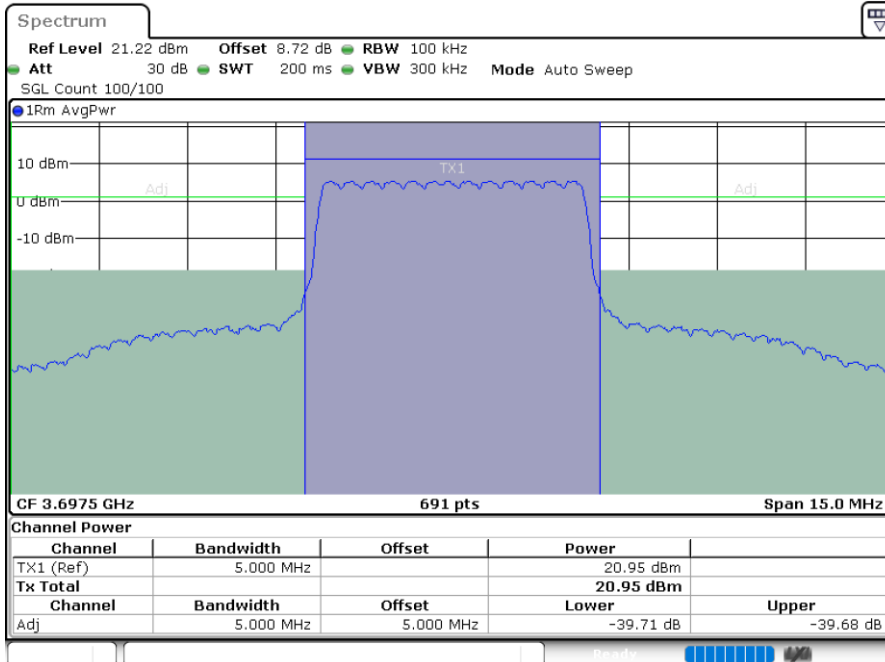 Spectrum
Ref Level 21.22 dBm Offset 8.72 dB RBW 100 kHz
Att 30 dB SWT 200 ms VBW 300 kHz Mode Auto Sweep
SGL Count 100/100
1Rm AvgPwr
10 dBm
TX1
Adj
Adj
0 dBm
-10 dBm
CF 3.6975 GHz 691 pts Span 15.0 MHz
Channel Power
Channel Bandwidth Offset Power
TX1 (Ref) 5.000 MHz 20.95 dBm
Tx Total 20.95 dBm
Channel Bandwidth Offset Lower Upper
Adj 5.000 MHz 5.000 MHz -39.71 dB -39.68 dB
Ready